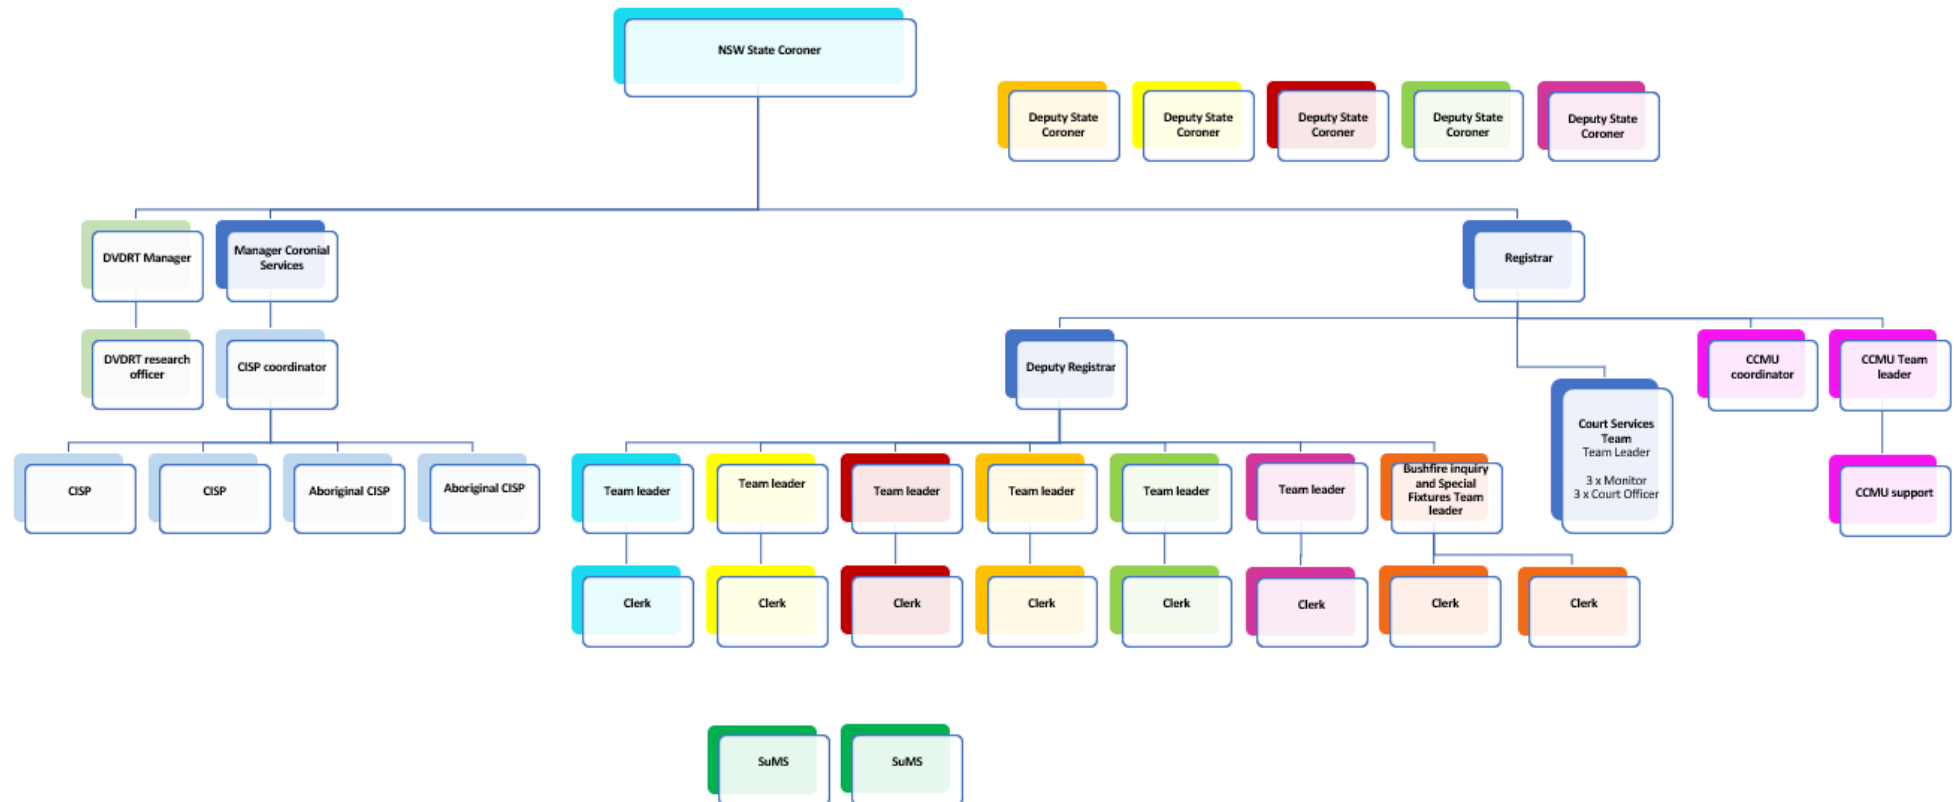 NSW State Coroner
Deputy State
Coroner
Deputy State
Coroner
Deputy State
Coroner
Deputy State
Coroner
Deputy State
Coroner
DVDRT Manager
Manager Coronial
Services
Registrar
DVDRT research
officer
CISP coordinator
Deputy Registrar
CCMU
coordinator
CCMU Team
leader
Court Services
Team
Team Leader
3 x Monitor
3 x Court Officer
CISP
CISP
Aboriginal CISP
Aboriginal CISP
Team leader
Team leader
Team leader
Team leader
Team leader
Team leader
Bushfire inquiry
and Special
Fixtures Team
leader
CCMU support
Clerk
Clerk
Clerk
Clerk
Clerk
Clerk
Clerk
Clerk
SuMS
SuMS